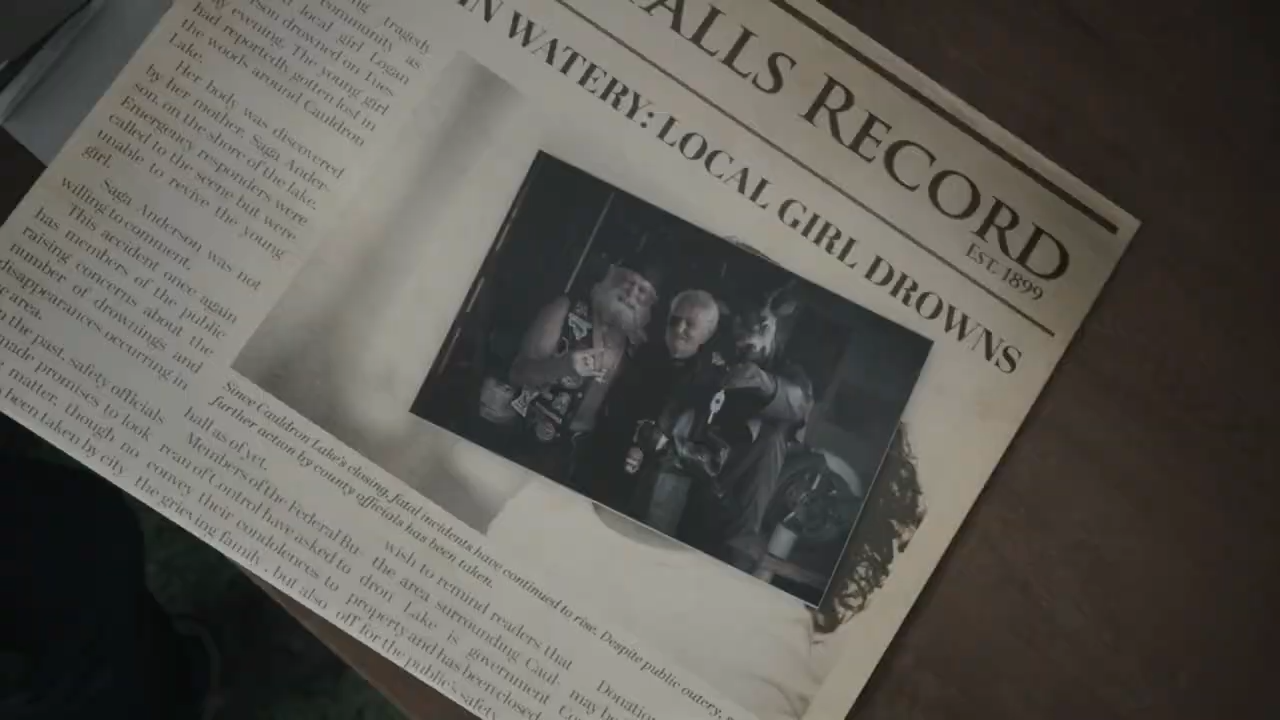 ALLS RECORD
EST. 1899
IN WATERY: LOCAL GIRL DROWNS
tragedy
community as
local girl Logan
drowned on Tues
evening. The young girl
had reportedly gotten lost in
the woods around Cauldron
Lake.
Her body was discovered
by her mother, Saga Ander-
son, on the shore of the lake.
Emergency responders were
called to the scene but were
unable to revive the young
girl.
Saga Anderson was not
willing to comment.
This accident once again
has members of the public
raising concerns about the
number of drownings and
disappearances occurring in
area.
the past, safety officials
made promises to look
matter, though no
been taken by city
hall as of yet.
Members of the Federal Bu-
reau of Control have asked to
convey their condolences to
the grieving family, but also
wish to remind readers that
the area surrounding Caul-
dron Lake is government
property and has been closed
off for the public's safety.
Donation
may be
Since Cauldron Lake's closing, fatal incidents have continued to rise. Despite public outcry,
further action by county officials has been taken.